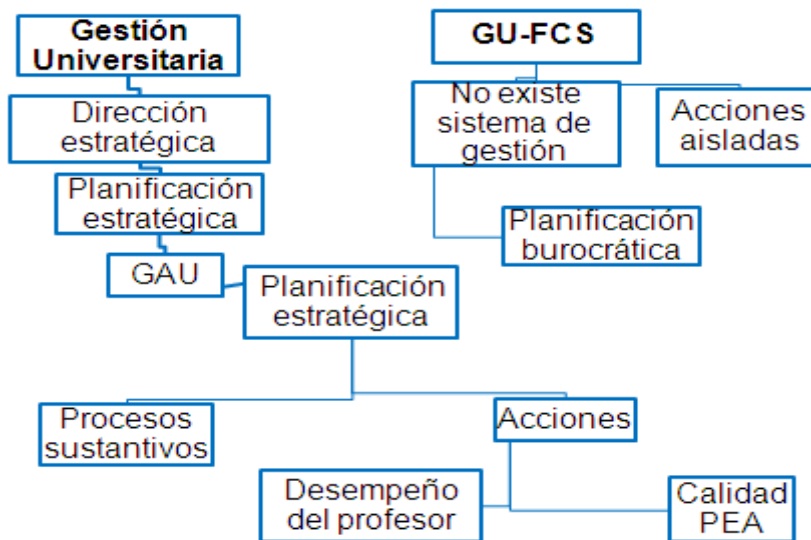 Gestión
Universitaria
Dirección
estratégica
Planificación
estratégica
GAU
Planificación
estratégica
Procesos
sustantivos
Acciones
Desempeño
del profesor
Calidad
PEA
GU-FCS
No existe
sistema de
gestión
Acciones
aisladas
Planificación
burocrática